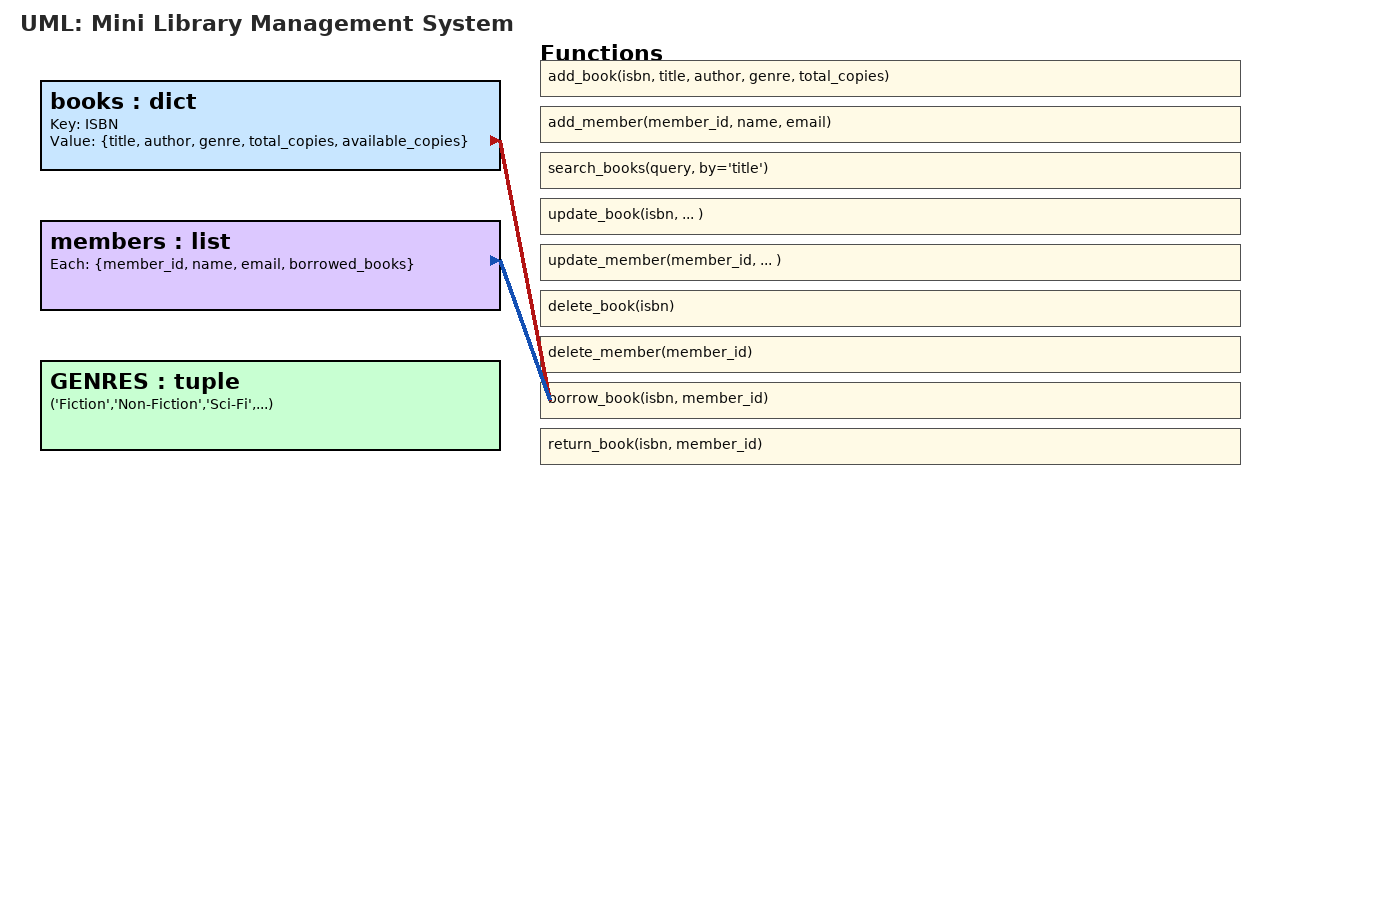 UML: Mini Library Management System
books : dict
Key: ISBN
Value: {title, author, genre, total_copies, available_copies}
members : list
Each: {member_id, name, email, borrowed_books}
GENRES : tuple
('Fiction','Non-Fiction','Sci-Fi',...)
Functions
add_book(isbn, title, author, genre, total_copies)
add_member(member_id, name, email)
search_books(query, by='title')
update_book(isbn, ... )
update_member(member_id, ... )
delete_book(isbn)
delete_member(member_id)
borrow_book(isbn, member_id)
return_book(isbn, member_id)